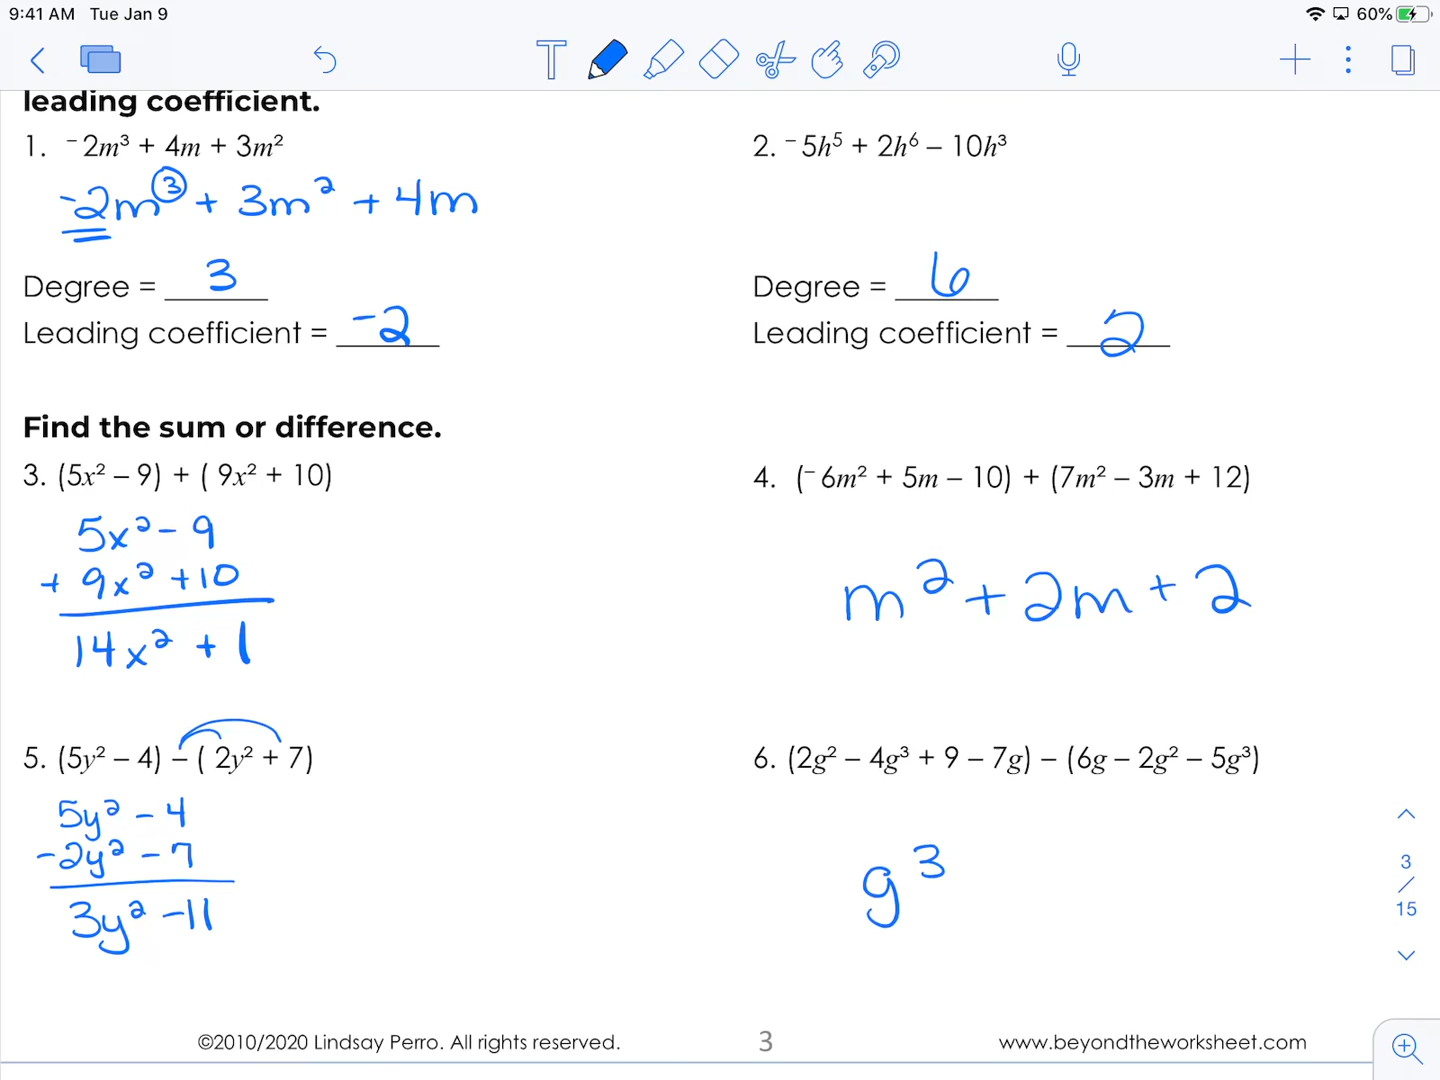 9:41 AM Tue Jan 9
60%
leading coefficient.
1. ⁻2m³ + 4m + 3m²
-2m³ + 3m² + 4m
Degree = 3
Leading coefficient = -2
2. ⁻5h⁵ + 2h⁶ – 10h³
Degree = 6
Leading coefficient = 2
Find the sum or difference.
3. (5x² – 9) + ( 9x² + 10)
5x² - 9
+ 9x² + 10
14x² + 1
4. (⁻6m² + 5m – 10) + (7m² – 3m + 12)
m² + 2m + 2
5. (5y² – 4) – ( 2y² + 7)
5y² - 4
-2y² - 7
3y² - 11
6. (2g² – 4g³ + 9 – 7g) – (6g – 2g² – 5g³)
g³
3
/
15
©2010/2020 Lindsay Perro. All rights reserved.
3
www.beyondtheworksheet.com